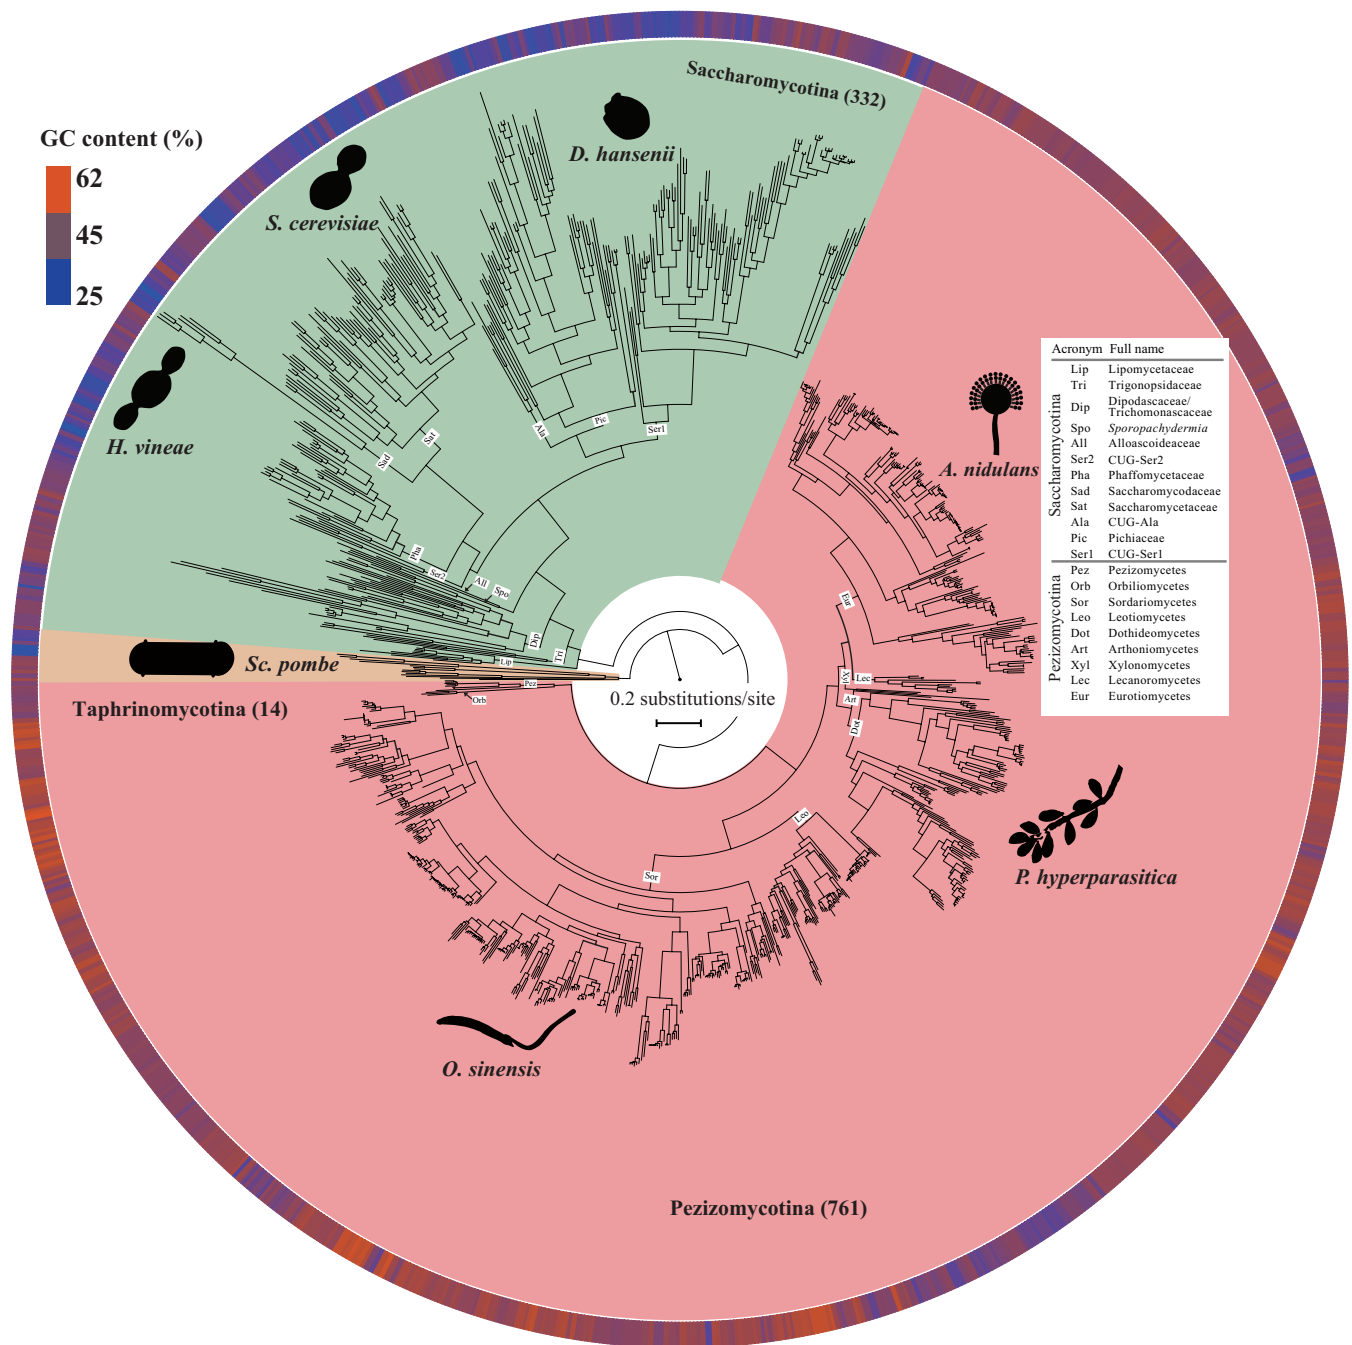 Saccharomycotina (332)
GC content (%)
62
45
25
D. hansenii
S. cerevisiae
H. vineae
A. nidulans
Acronym Full name
Saccharomycotina
Lip Lipomycetaceae
Tri Trigonopsidaceae
Dip Dipodascaceae/
Trichomonascaceae
Spo Sporopachydermia
All Alloascoideaceae
Ser2 CUG-Ser2
Pha Phaffomycetaceae
Sad Saccharomycodaceae
Sat Saccharomycetaceae
Ala CUG-Ala
Pic Pichiaceae
Ser1 CUG-Ser1
Pezizomycotina
Pez Pezizomycetes
Orb Orbiliomycetes
Sor Sordariomycetes
Leo Leotiomycetes
Dot Dothideomycetes
Art Arthoniomycetes
Xyl Xylonomycetes
Lec Lecanoromycetes
Eur Eurotiomycetes
Ala
Pic
Ser1
Sat
Sad
Pha
Ser2
All
Spo
Dip
Tri
Lip
Eur
Sc. pombe
Pez
Orb
Xyl
Lec
Art
Dot
0.2 substitutions/site
Taphrinomycotina (14)
Leo
Sor
P. hyperparasitica
O. sinensis
Pezizomycotina (761)